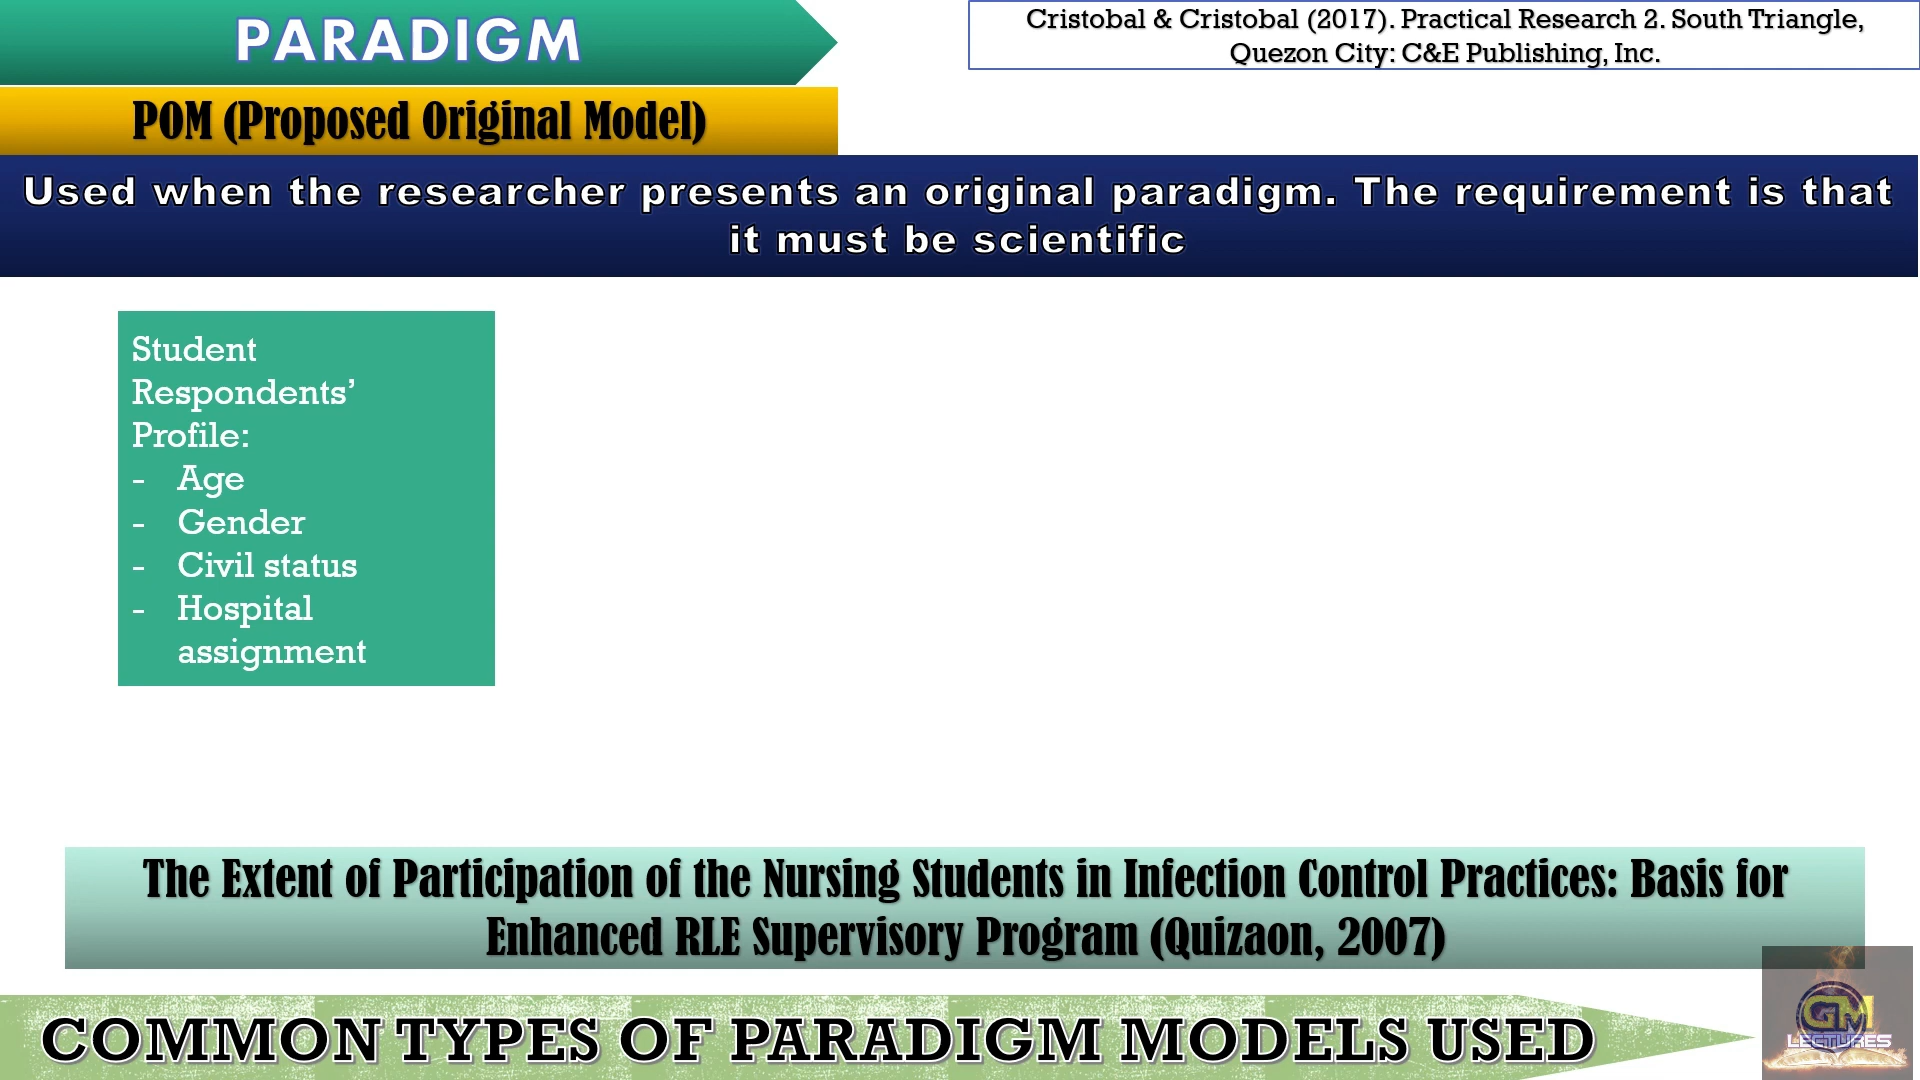 PARADIGM
Cristobal & Cristobal (2017). Practical Research 2. South Triangle,
Quezon City: C&E Publishing, Inc.
POM (Proposed Original Model)
Used when the researcher presents an original paradigm. The requirement is that
it must be scientific
Student
Respondents’
Profile:
- Age
- Gender
- Civil status
- Hospital
assignment
The Extent of Participation of the Nursing Students in Infection Control Practices: Basis for
Enhanced RLE Supervisory Program (Quizaon, 2007)
COMMON TYPES OF PARADIGM MODELS USED
GM
LECTURES